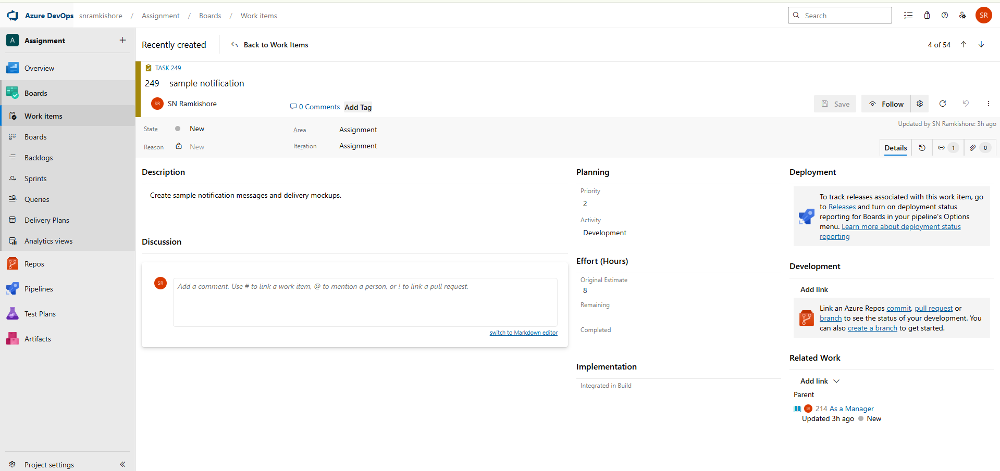 Azure DevOps snramkishore / Assignment / Boards / Work items
Search
SR
A Assignment
Overview
Boards
Work items
Boards
Backlogs
Sprints
Queries
Delivery Plans
Analytics views
Repos
Pipelines
Test Plans
Artifacts
Project settings
Recently created
Back to Work Items
4 of 54
TASK 249
249 sample notification
SR SN Ramkishore
0 Comments Add Tag
Save
Follow
State New
Area Assignment
Updated by SN Ramkishore: 3h ago
Reason New
Iteration Assignment
Details
1
0
Description
Create sample notification messages and delivery mockups.
Discussion
SR
Add a comment. Use # to link a work item, @ to mention a person, or ! to link a pull request.
switch to Markdown editor
Planning
Priority
2
Activity
Development
Effort (Hours)
Original Estimate
8
Remaining
Completed
Implementation
Integrated in Build
Deployment
To track releases associated with this work item, go
to Releases and turn on deployment status
reporting for Boards in your pipeline's Options
menu. Learn more about deployment status
reporting
Development
Add link
Link an Azure Repos commit, pull request or
branch to see the status of your development. You
can also create a branch to get started.
Related Work
Add link
Parent
SR 214 As a Manager
Updated 3h ago New